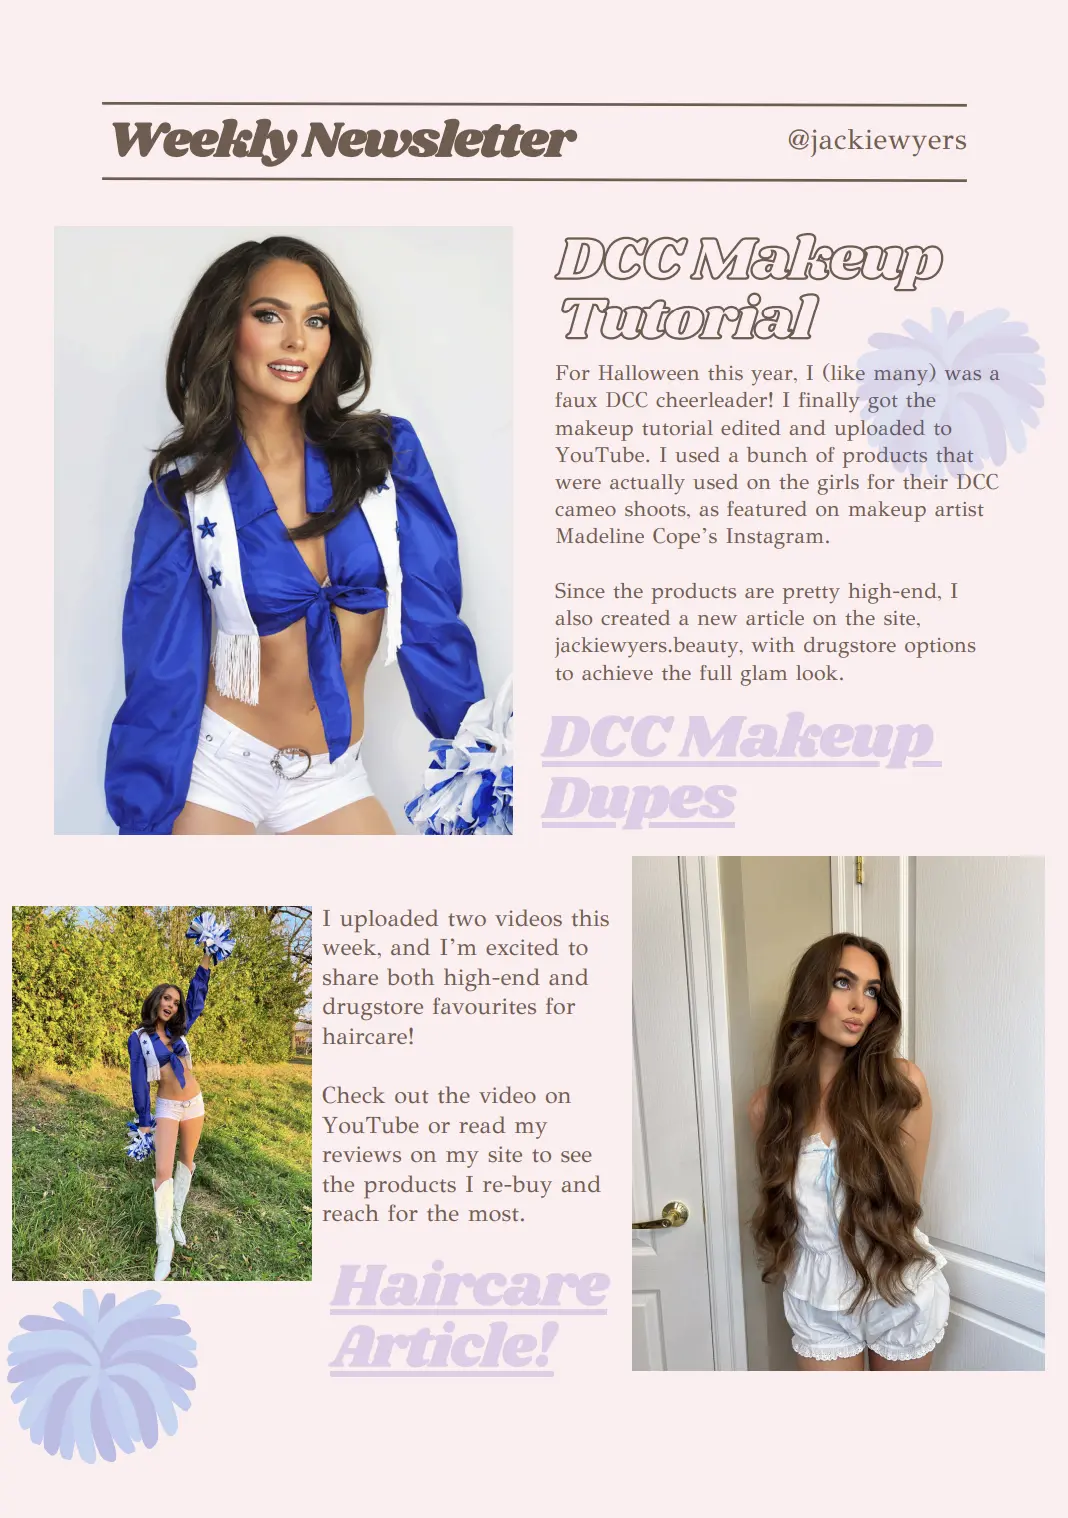 Weekly Newsletter
@jackiewyers
DCC Makeup
Tutorial
For Halloween this year, I (like many) was a
faux DCC cheerleader! I finally got the
makeup tutorial edited and uploaded to
YouTube. I used a bunch of products that
were actually used on the girls for their DCC
cameo shoots, as featured on makeup artist
Madeline Cope’s Instagram.
Since the products are pretty high-end, I
also created a new article on the site,
jackiewyers.beauty, with drugstore options
to achieve the full glam look.
DCC Makeup
Dupes
I uploaded two videos this
week, and I’m excited to
share both high-end and
drugstore favourites for
haircare!
Check out the video on
YouTube or read my
reviews on my site to see
the products I re-buy and
reach for the most.
Haircare
Article!